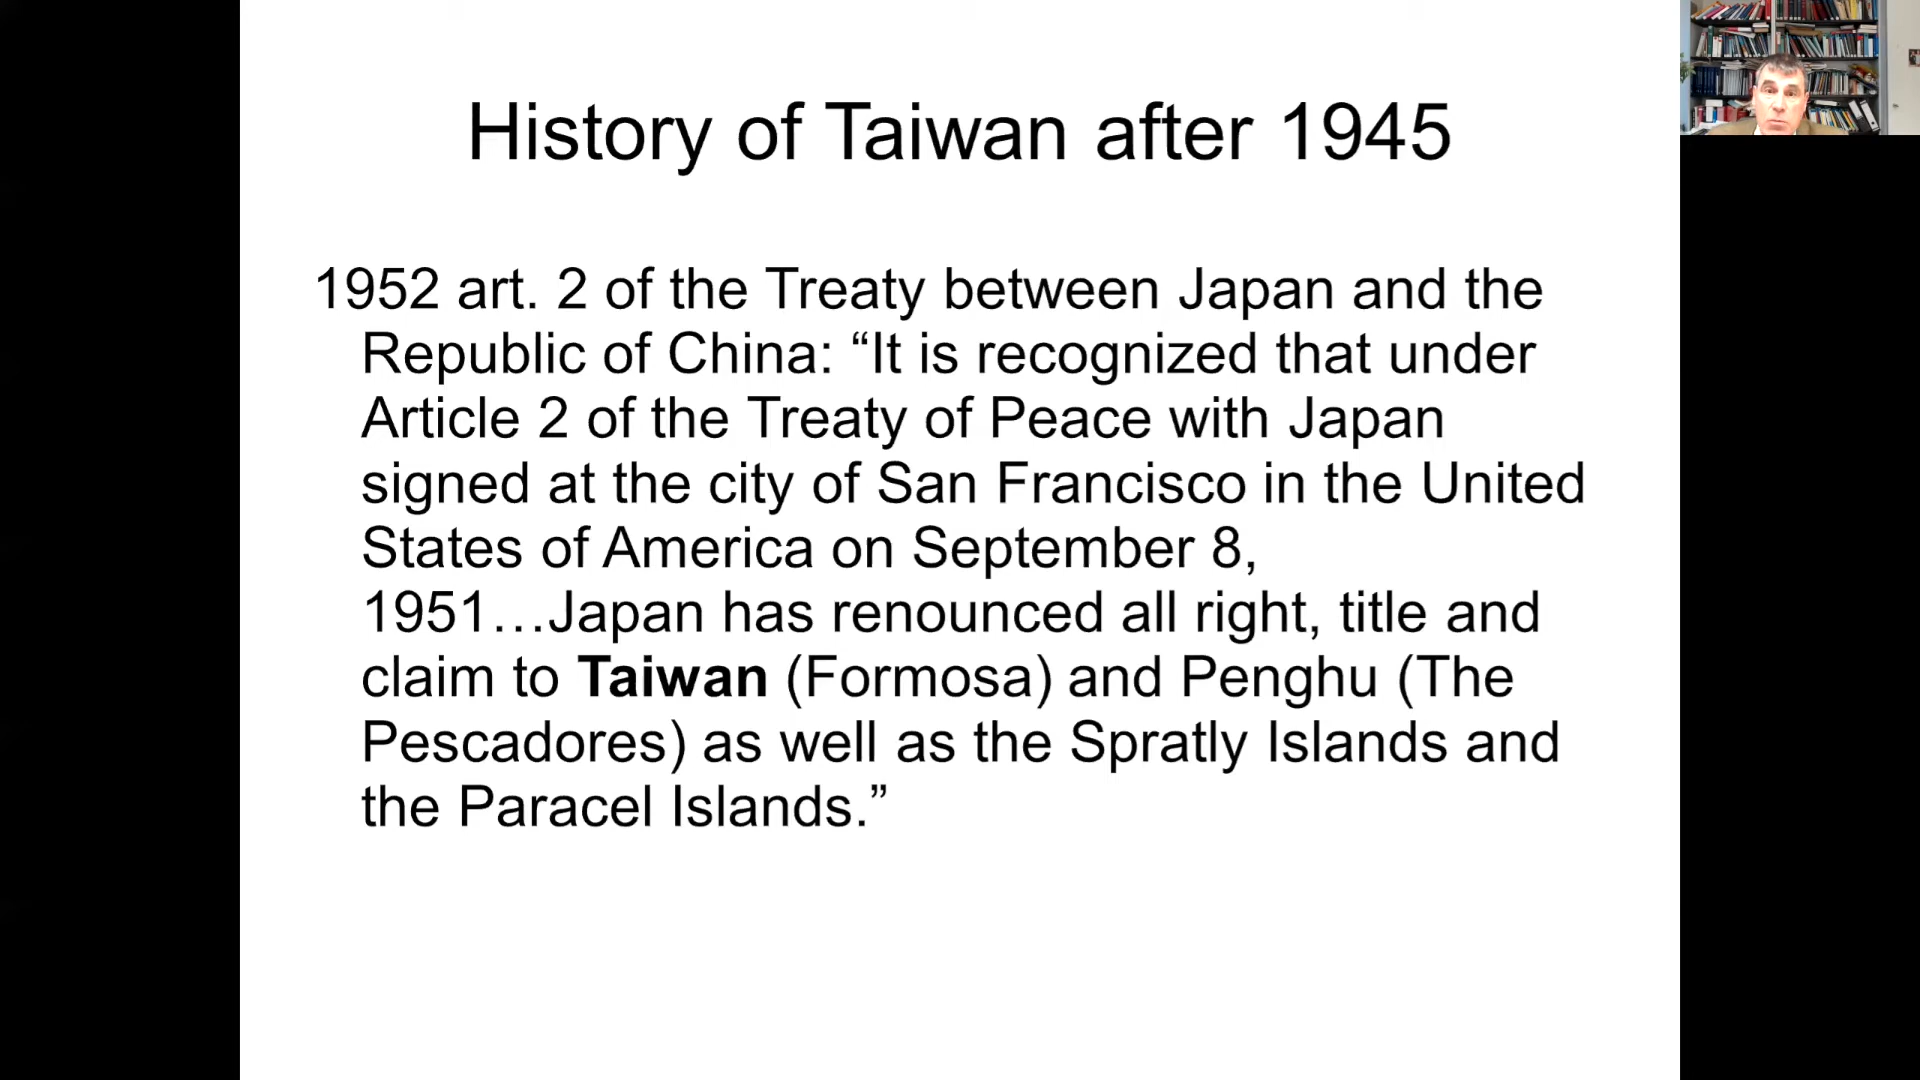 History of Taiwan after 1945
1952 art. 2 of the Treaty between Japan and the
Republic of China: “It is recognized that under
Article 2 of the Treaty of Peace with Japan
signed at the city of San Francisco in the United
States of America on September 8,
1951…Japan has renounced all right, title and
claim to Taiwan (Formosa) and Penghu (The
Pescadores) as well as the Spratly Islands and
the Paracel Islands.”